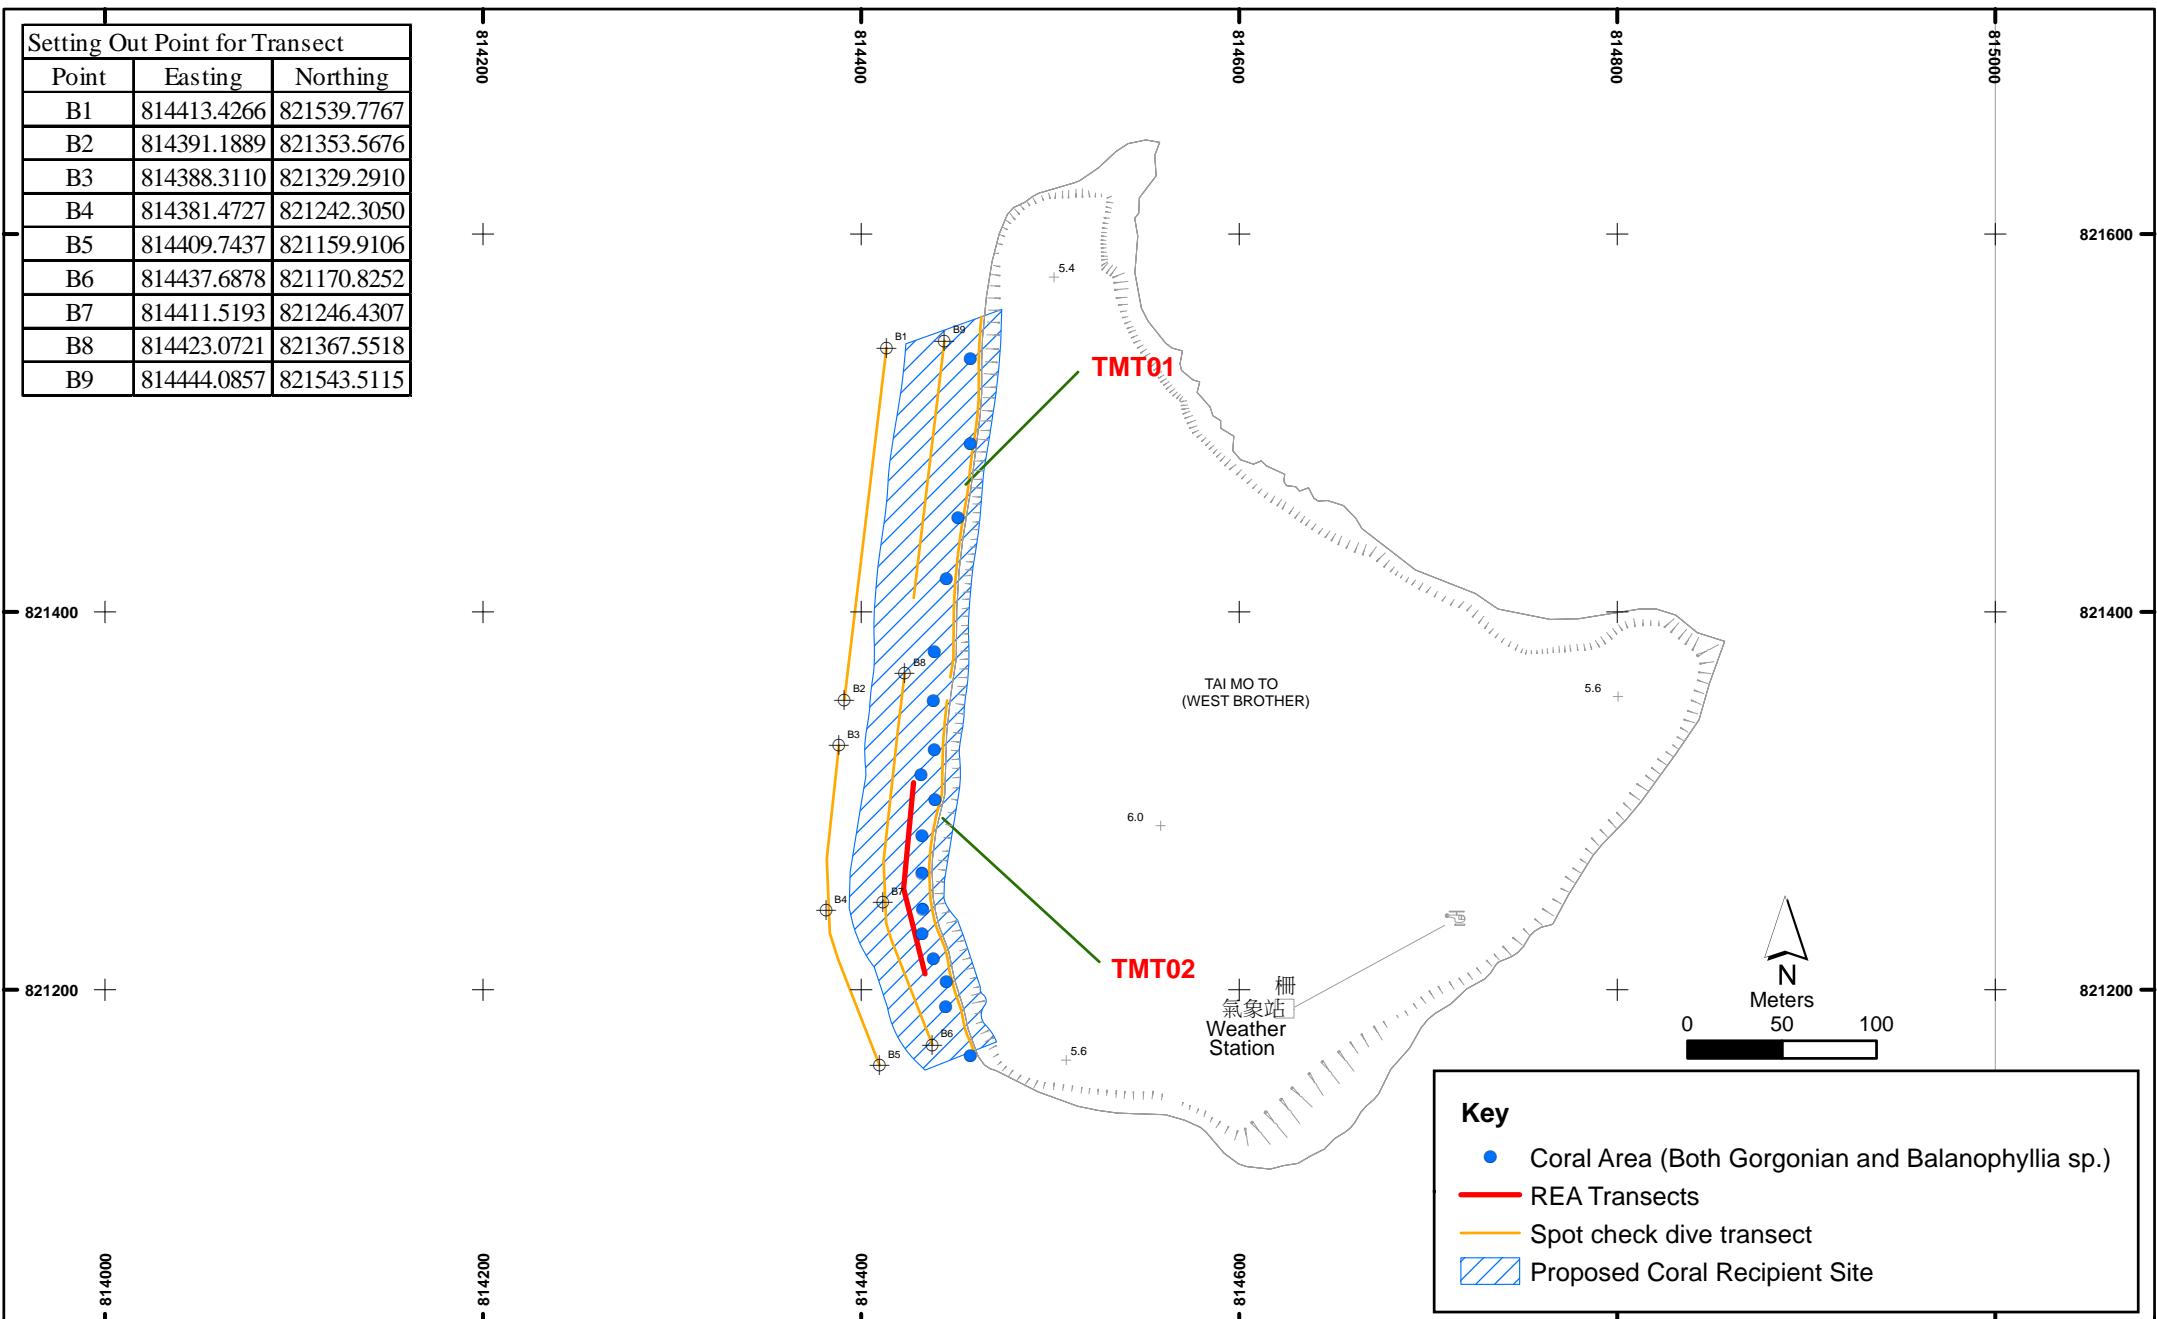 Setting Out Point for Transect
Point Easting Northing
B1 814413.4266 821539.7767
B2 814391.1889 821353.5676
B3 814388.3110 821329.2910
B4 814381.4727 821242.3050
B5 814409.7437 821159.9106
B6 814437.6878 821170.8252
B7 814411.5193 821246.4307
B8 814423.0721 821367.5518
B9 814444.0857 821543.5115
814200
814400
814600
814800
815000
821600
5.4
B1
B9
TMT01
821400
821400
B8
TAI MO TO
(WEST BROTHER)
5.6
B2
B3
6.0
B7
B4
TMT02
柵
821200
氣象站
Weather
Station
N
Meters
0 50 100
821200
B6
B5
5.6
Key
Coral Area (Both Gorgonian and Balanophyllia sp.)
REA Transects
Spot check dive transect
Proposed Coral Recipient Site
814000
814200
814400
814600